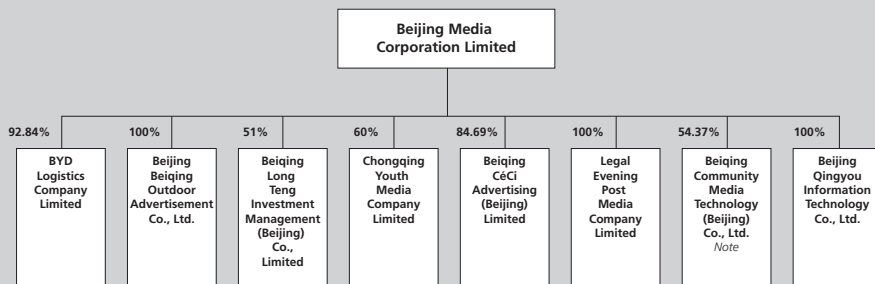 Beijing Media
Corporation Limited
92.84%
100%
51%
60%
84.69%
100%
54.37%
100%
BYD
Logistics
Company
Limited
Beijing
Beiqing
Outdoor
Advertisement
Co., Ltd.
Beiqing
Long
Teng
Investment
Management
(Beijing)
Co.,
Limited
Chongqing
Youth
Media
Company
Limited
Beiqing
CéCi
Advertising
(Beijing)
Limited
Legal
Evening
Post
Media
Company
Limited
Beiqing
Community
Media
Technology
(Beijing)
Co., Ltd.
Note
Beijing
Qingyou
Information
Technology
Co., Ltd.